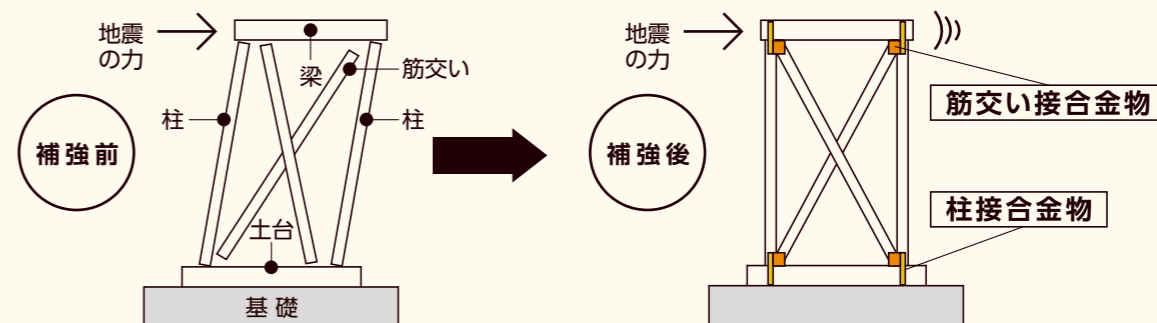 地震
の力
梁
筋交い
柱
柱
補強前
土台
基礎
地震
の力
筋交い接合金物
補強後
柱接合金物